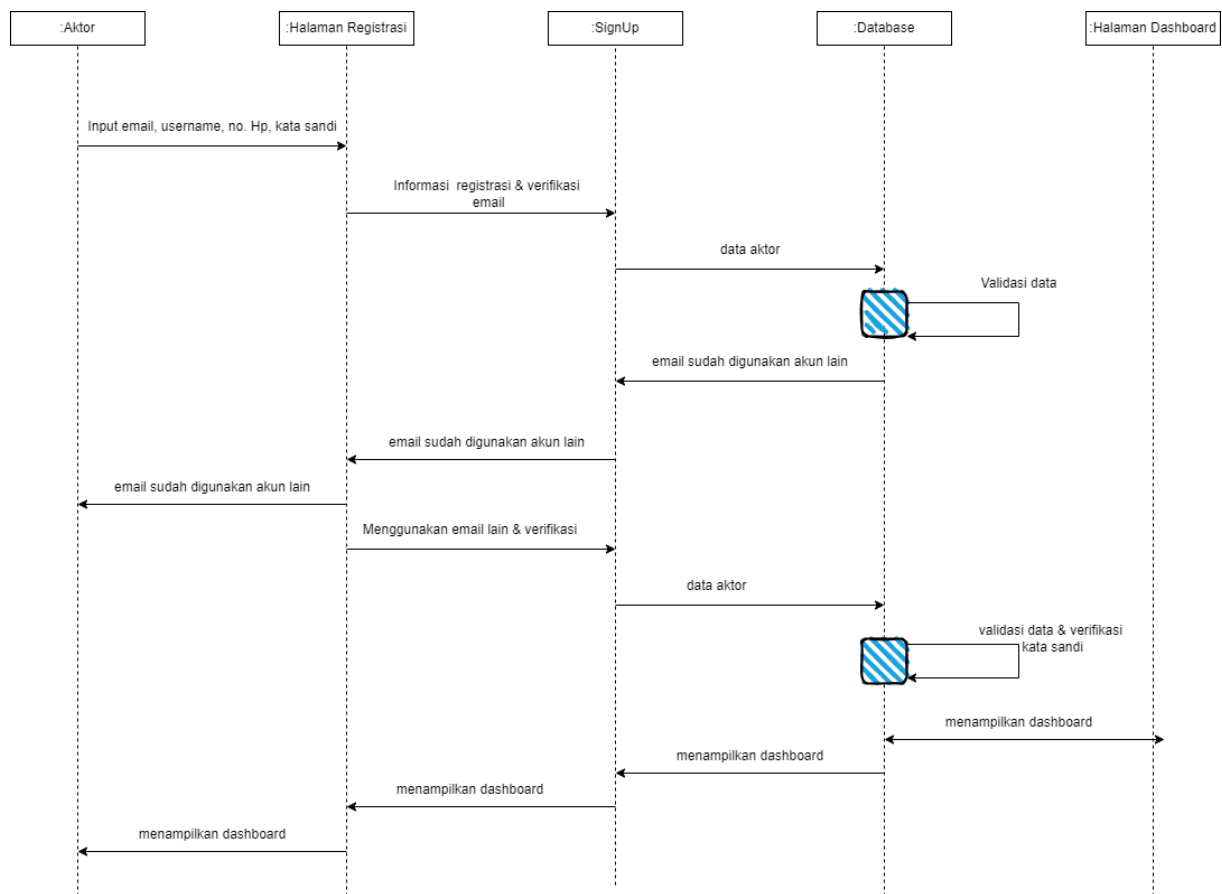 :Aktor
:Halaman Registrasi
:SignUp
:Database
:Halaman Dashboard
Input email, username, no. Hp, kata sandi
Informasi registrasi & verifikasi
email
data aktor
Validasi data
email sudah digunakan akun lain
email sudah digunakan akun lain
email sudah digunakan akun lain
Menggunakan email lain & verifikasi
data aktor
validasi data & verifikasi
kata sandi
menampilkan dashboard
menampilkan dashboard
menampilkan dashboard
menampilkan dashboard